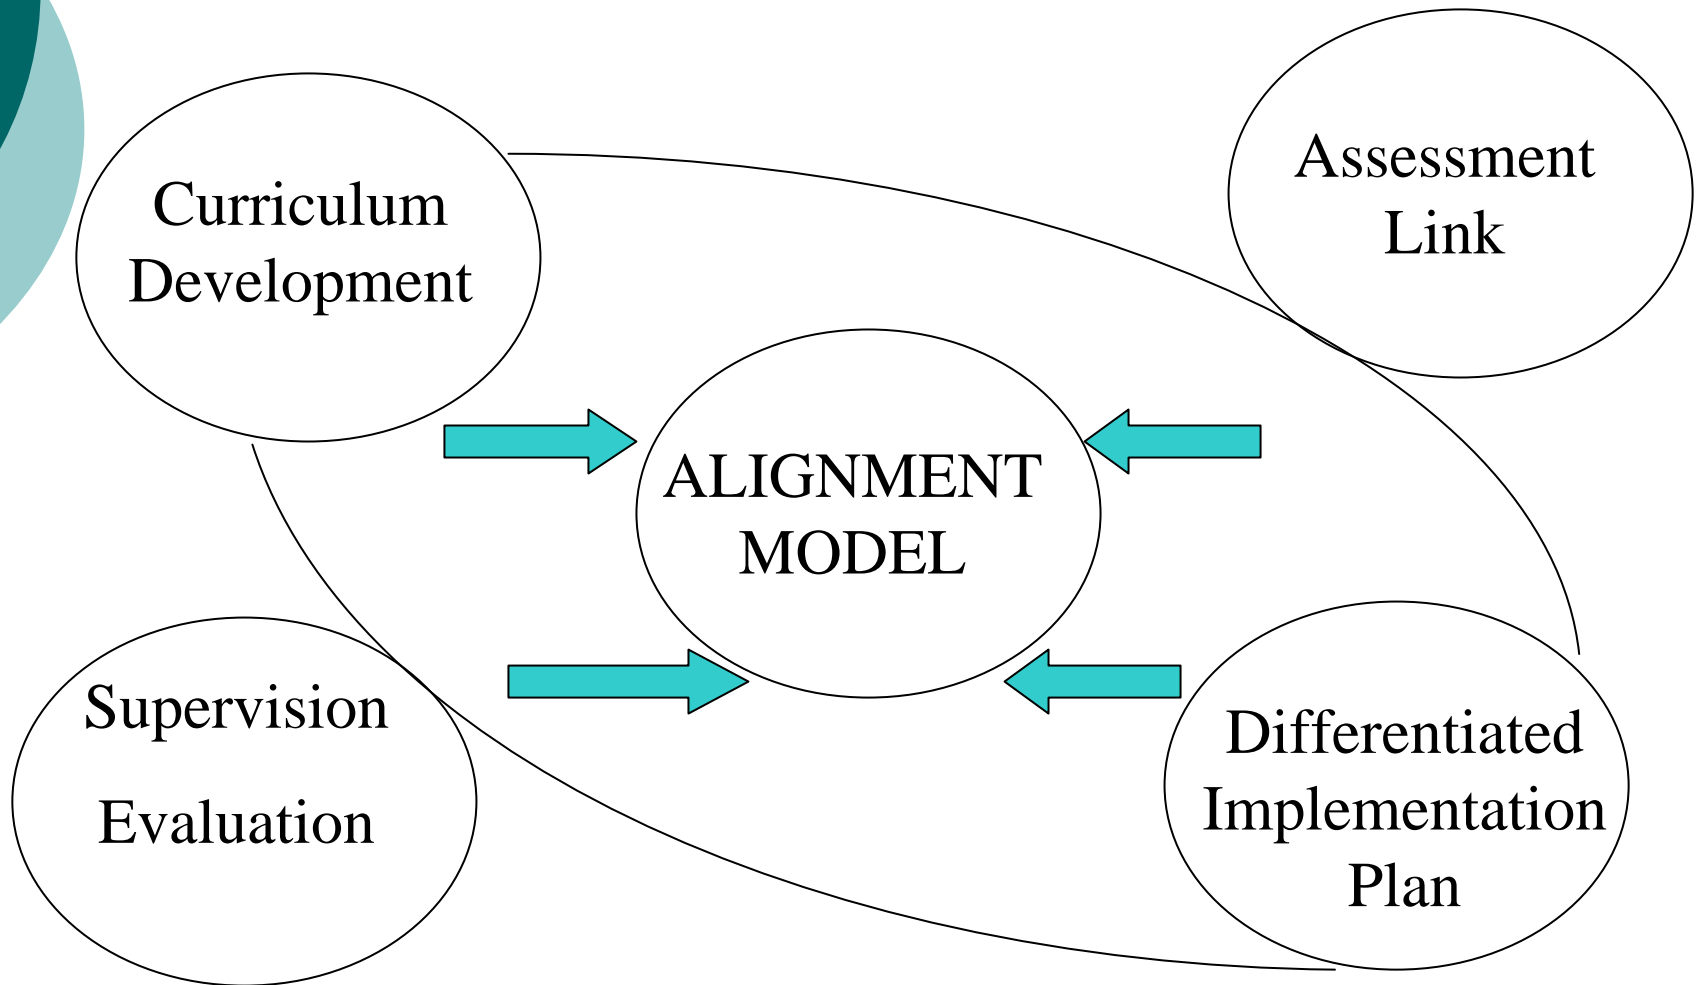 Curriculum
Development
Assessment
Link
ALIGNMENT
MODEL
Supervision
Evaluation
Differentiated
Implementation
Plan